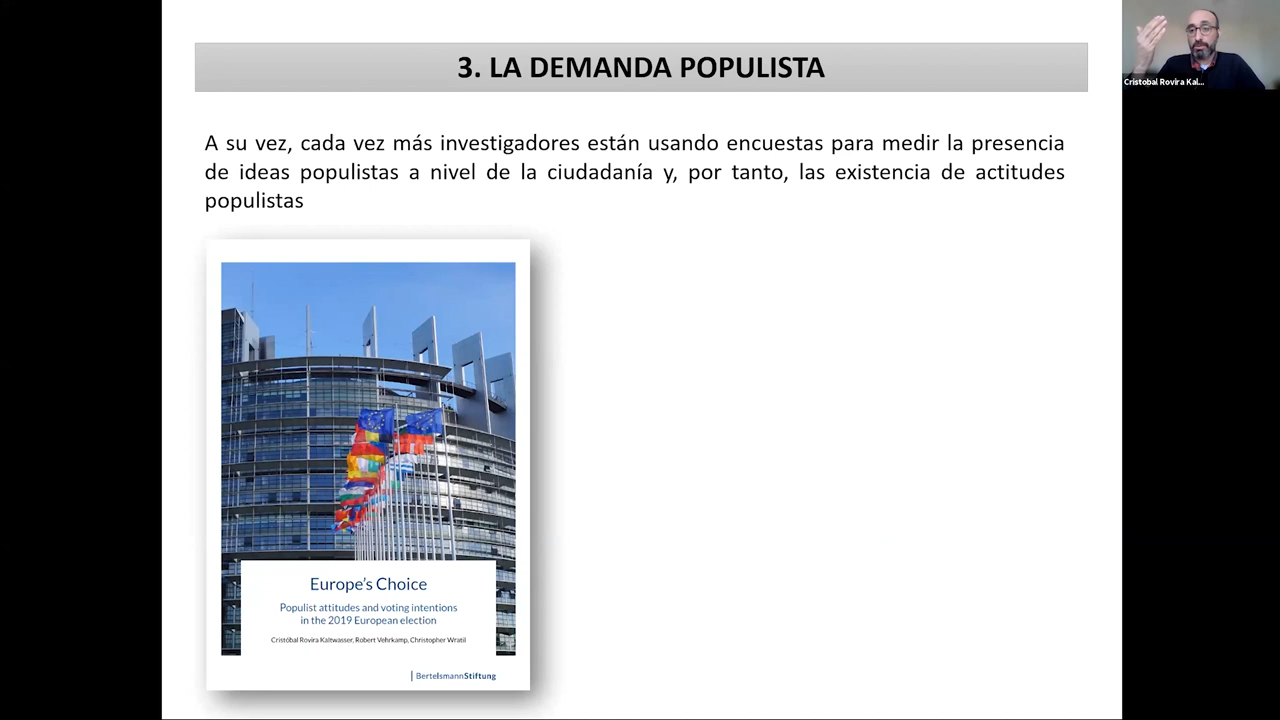 3. LA DEMANDA POPULISTA
Cristobal Rovira Kal...
A su vez, cada vez más investigadores están usando encuestas para medir la presencia
de ideas populistas a nivel de la ciudadanía y, por tanto, las existencia de actitudes
populistas
Europe's Choice
Populist attitudes and voting intentions
in the 2019 European election
Cristóbal Rovira Kaltwasser, Robert Vehrkamp, Christopher Wratil
BertelsmannStiftung